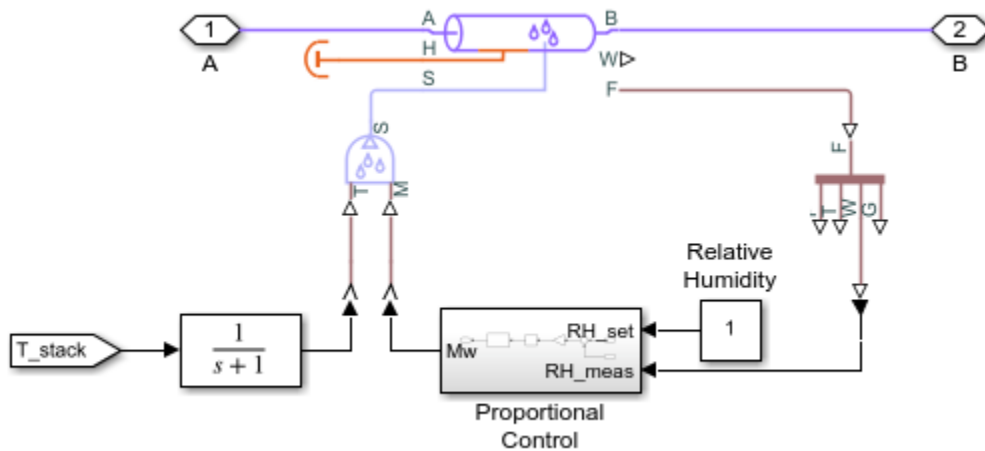 1
A
A
B
2
B
H
W
S
F
S
F
T
M
T
W
G
Relative
Humidity
1
T_stack
1
s + 1
RH_set
Mw
RH_meas
Proportional
Control